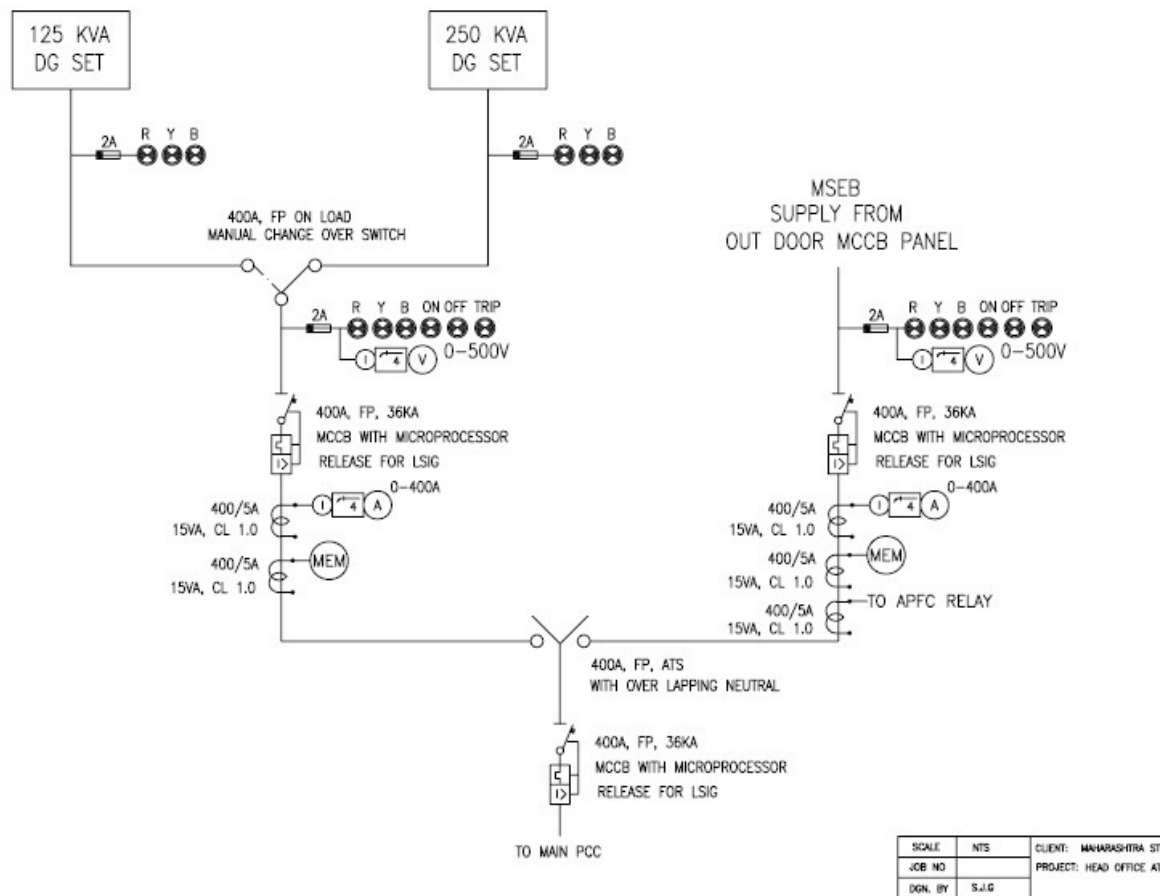 125 KVA
DG SET
250 KVA
DG SET
2A
R Y B
2A
R Y B
400A, FP ON LOAD
MANUAL CHANGE OVER SWITCH
MSEB
SUPPLY FROM
OUT DOOR MCCB PANEL
2A
R Y B ON OFF TRIP
I 4 V 0-500V
2A
R Y B ON OFF TRIP
I 4 V 0-500V
400A, FP, 36KA
MCCB WITH MICROPROCESSOR
RELEASE FOR LSIG
I>
400A, FP, 36KA
MCCB WITH MICROPROCESSOR
RELEASE FOR LSIG
I>
0-400A
400/5A
I 4 A
15VA, CL 1.0
400/5A
MEM
15VA, CL 1.0
0-400A
400/5A
I 4 A
15VA, CL 1.0
400/5A
MEM
15VA, CL 1.0
400/5A
TO APFC RELAY
15VA, CL 1.0
400A, FP, ATS
WITH OVER LAPPING NEUTRAL
400A, FP, 36KA
MCCB WITH MICROPROCESSOR
RELEASE FOR LSIG
I>
TO MAIN PCC
SCALE NTS CLIENT: MAHARASHTRA ST
JOB NO PROJECT: HEAD OFFICE AT
DGN. BY S.J.G